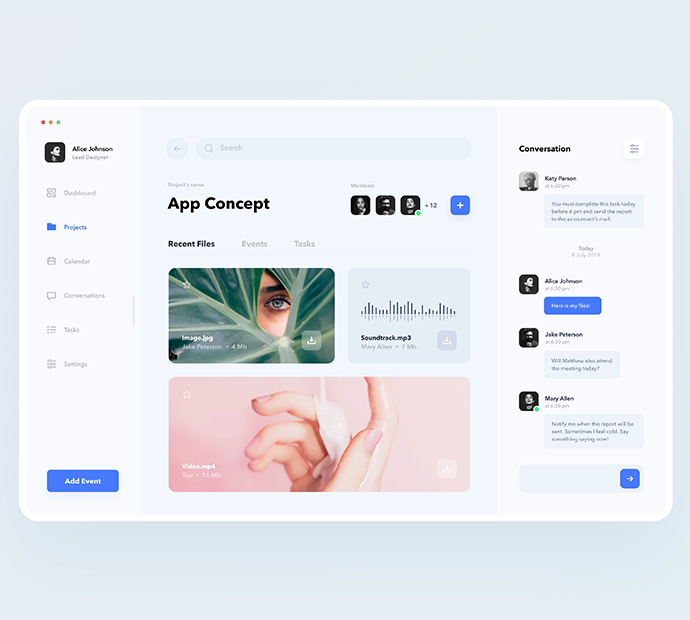 Alice Johnson
Lead Designer
Dashboard
Projects
Calendar
Conversations
Tasks
Settings
Add Event
Search
Project's name
App Concept
Members
+ 12
Recent Files
Events
Tasks
Image.jpg
Jake Peterson • 4 Mb
Soundtrack.mp3
Mary Allen • 7 Mb
Video.mp4
You • 11 Mb
Conversation
Katy Parson
at 6:30 pm
You must complete this task today
before 6 pm and send the report
to the accountant's mail.
Today
8 July 2019
Alice Johnson
at 6:30 pm
Here is my files!
Jake Peterson
at 6:30 pm
Will Matthew also attend
the meeting today?
Mary Allen
at 6:30 pm
Notify me when the report will be
sent. Sometimes I feel cold. Say
something saying now!